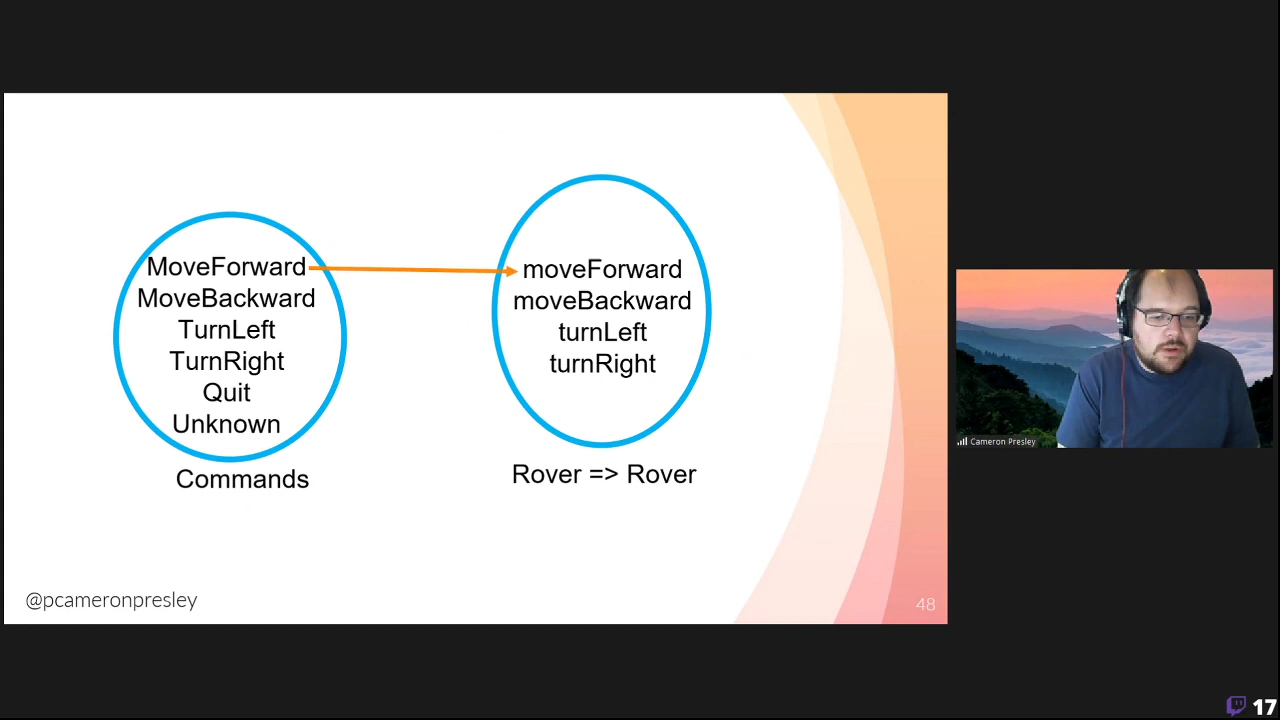 MoveForward
MoveBackward
TurnLeft
TurnRight
Quit
Unknown
Commands
moveForward
moveBackward
turnLeft
turnRight
Rover => Rover
@pcameronpresley
48
Cameron Presley
17